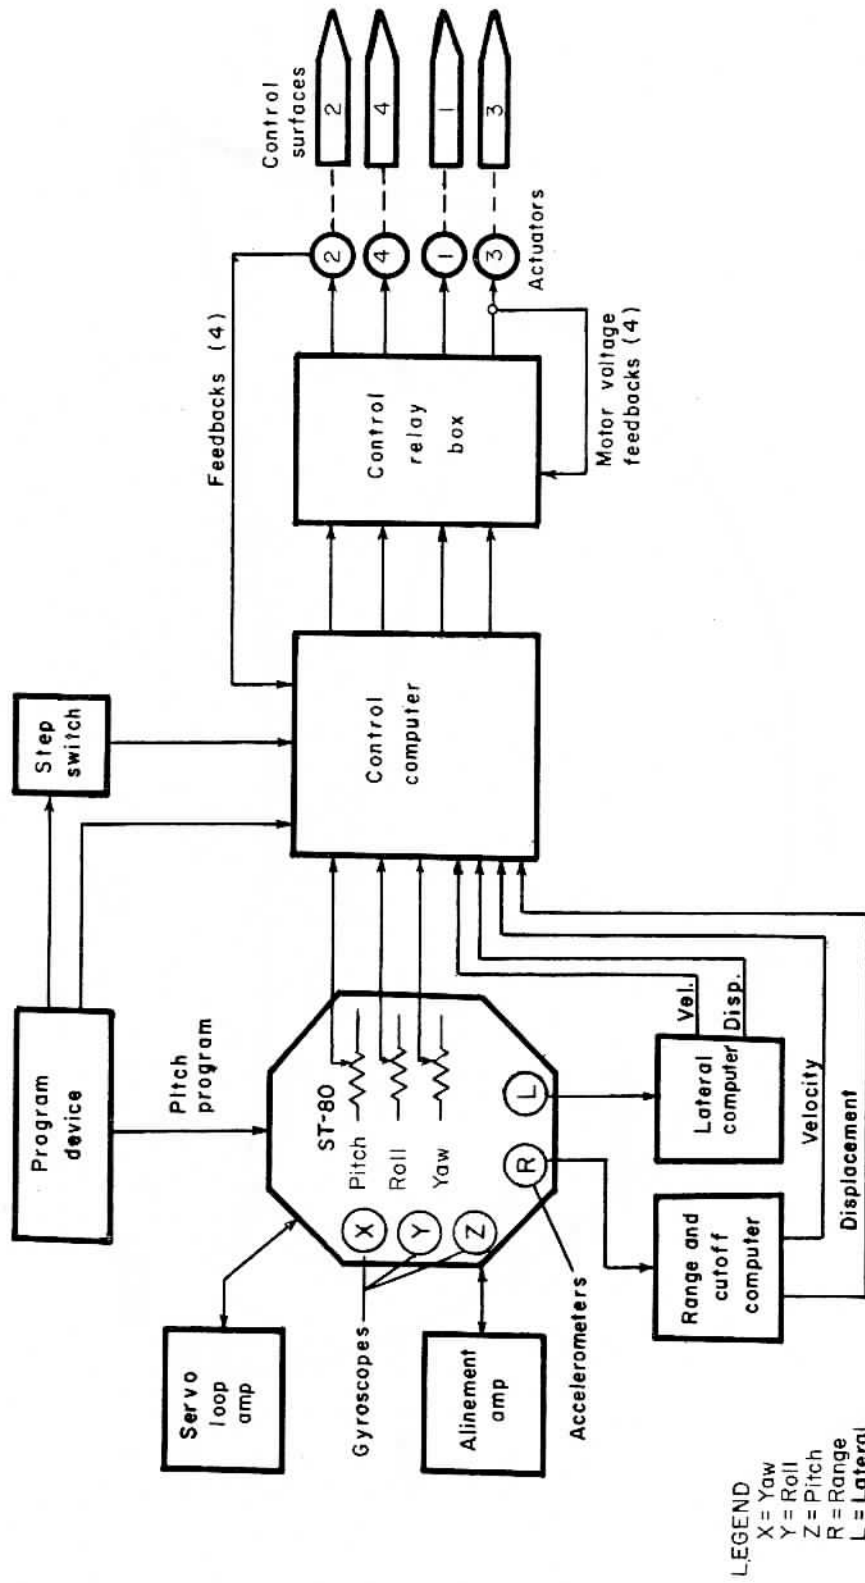 Program
device
Step
switch
Servo
loop
amp
Pitch
program
Feedbacks (4)
Control
surfaces
2
4
1
3
2
4
1
3
Actuators
ST-80
Pitch
Roll
Yaw
X
Y
Z
R
L
Control
computer
Control
relay
box
Motor voltage
feedbacks (4)
Gyroscopes
Alinement
amp
Accelerometers
Vel.
Disp.
Lateral
computer
Velocity
Range and
cutoff
computer
Displacement
LEGEND
X = Yaw
Y = Roll
Z = Pitch
R = Range
L = Lateral